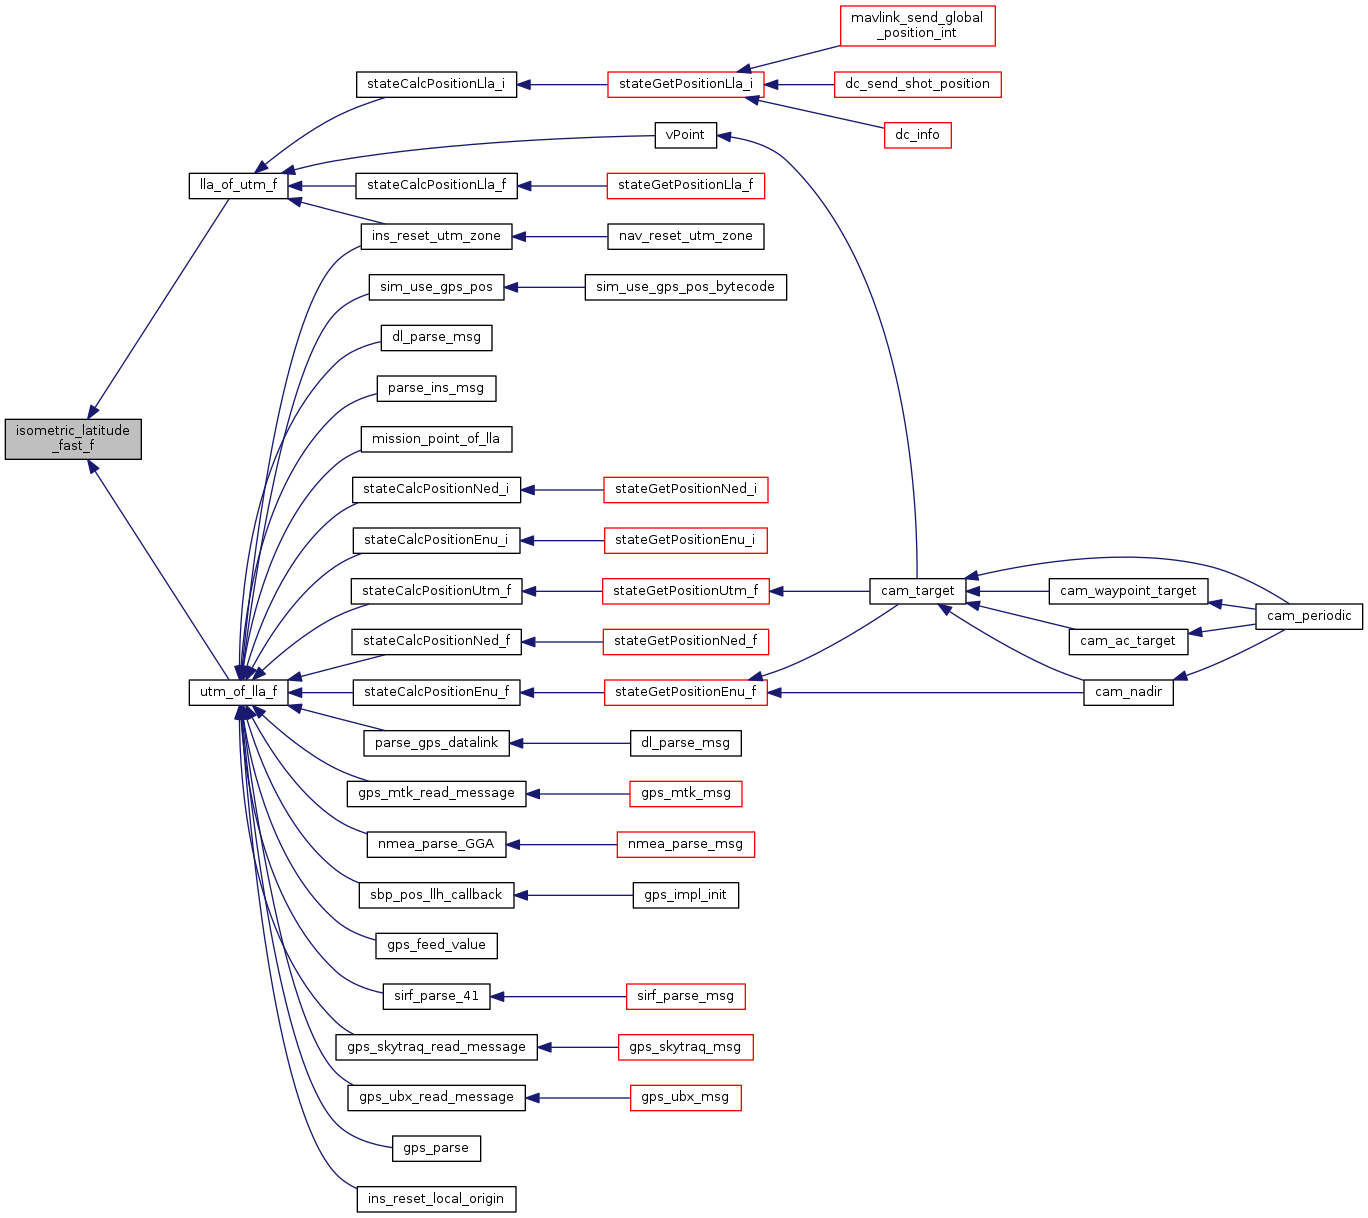 mavlink_send_global
_position_int
stateCalcPositionLla_i
stateGetPositionLla_i
dc_send_shot_position
vPoint
dc_info
lla_of_utm_f
stateCalcPositionLla_f
stateGetPositionLla_f
ins_reset_utm_zone
nav_reset_utm_zone
sim_use_gps_pos
sim_use_gps_pos_bytecode
dl_parse_msg
parse_ins_msg
isometric_latitude
_fast_f
mission_point_of_lla
stateCalcPositionNed_i
stateGetPositionNed_i
stateCalcPositionEnu_i
stateGetPositionEnu_i
stateCalcPositionUtm_f
stateGetPositionUtm_f
cam_target
cam_waypoint_target
cam_periodic
stateCalcPositionNed_f
stateGetPositionNed_f
cam_ac_target
utm_of_lla_f
stateCalcPositionEnu_f
stateGetPositionEnu_f
cam_nadir
parse_gps_datalink
dl_parse_msg
gps_mtk_read_message
gps_mtk_msg
nmea_parse_GGA
nmea_parse_msg
sbp_pos_llh_callback
gps_impl_init
gps_feed_value
sirf_parse_41
sirf_parse_msg
gps_skytraq_read_message
gps_skytraq_msg
gps_ubx_read_message
gps_ubx_msg
gps_parse
ins_reset_local_origin